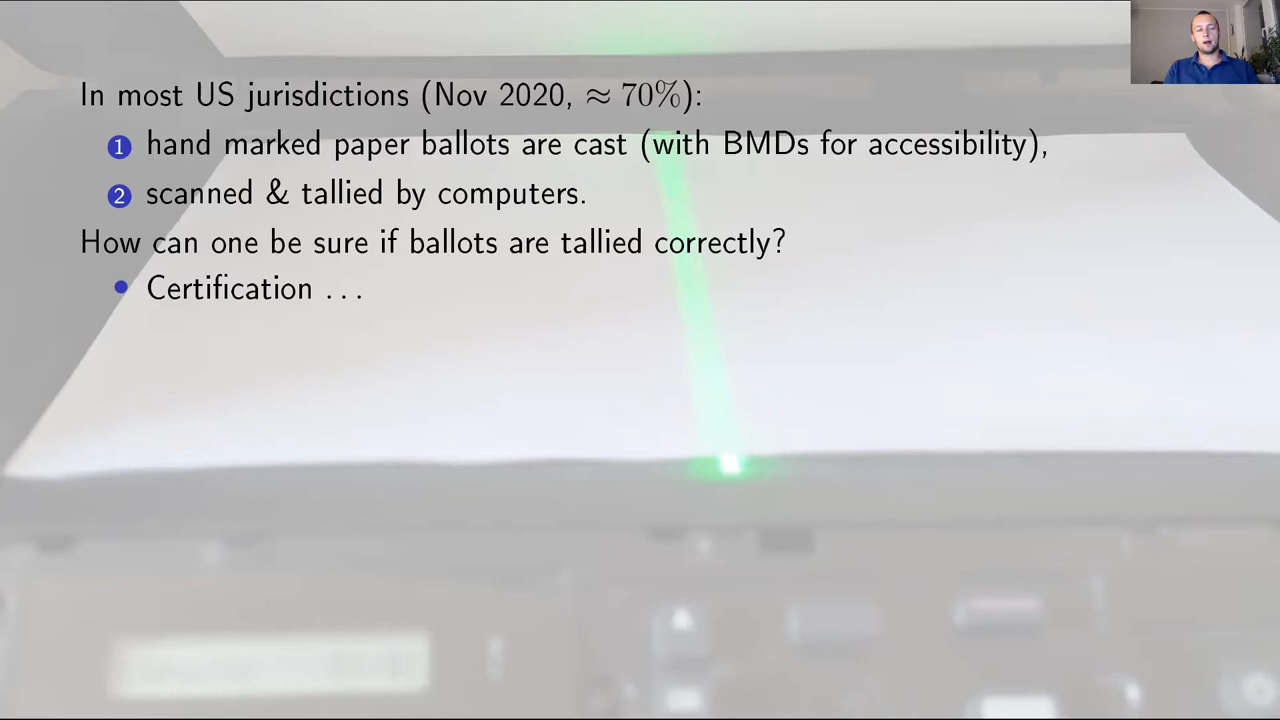 In most US jurisdictions (Nov 2020, ≈ 70%):
1 hand marked paper ballots are cast (with BMDs for accessibility),
2 scanned & tallied by computers.
How can one be sure if ballots are tallied correctly?
• Certification . . .